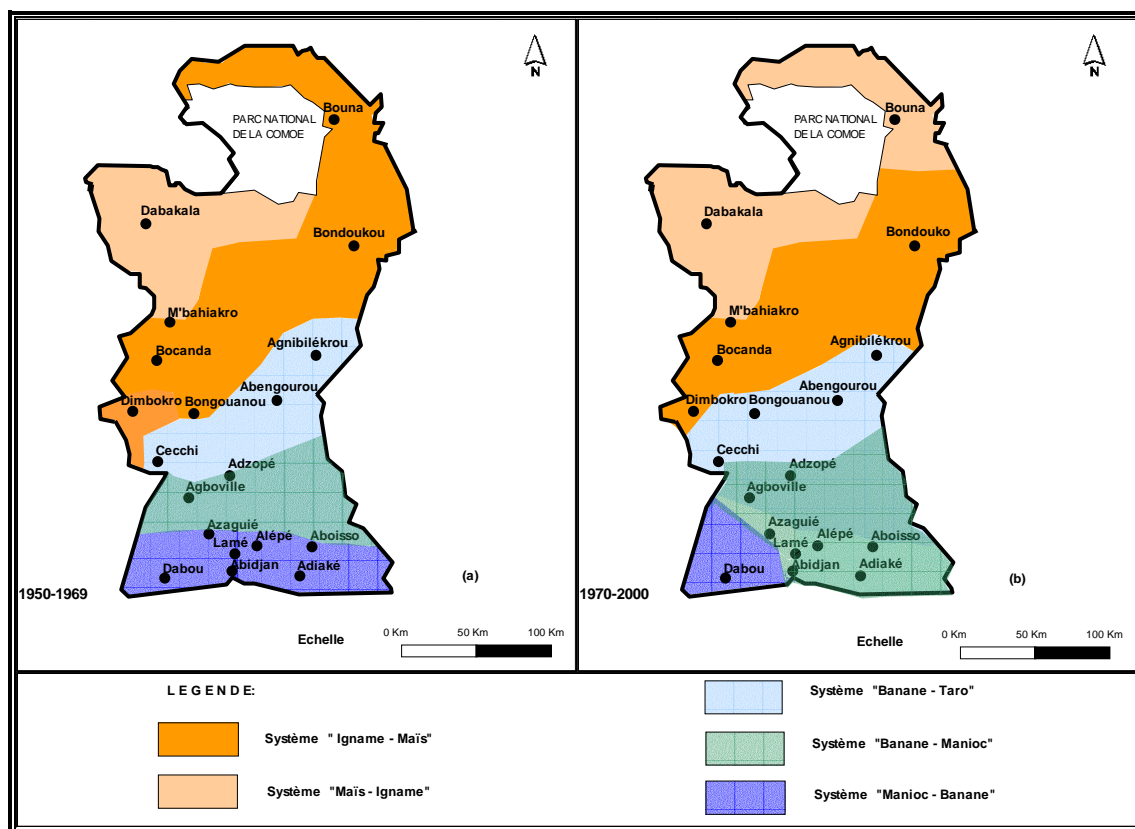 N
PARC NATIONAL
DE LA COMOE
Bouna
Dabakala
Bondoukou
M'bahiakro
Bocanda
Agnibilékrou
Abengourou
Dimbokro
Bongouanou
Cecchi
Adzopé
Agboville
Azaguié
Lamé
Alépé
Aboisso
Dabou
Abidjan
Adiaké
(a)
1950-1969
Echelle
0 Km
50 Km
100 Km
N
PARC NATIONAL
DE LA COMOE
Bouna
Dabakala
Bondouko
M'bahiakro
Bocanda
Agnibilékrou
Abengourou
Dimbokro
Bongouanou
Cecchi
Adzopé
Agboville
Azaguié
Lamé
Alépé
Aboisso
Dabou
Abidjan
Adiaké
(b)
1970-2000
Echelle
0 Km
50 Km
100 Km
L E G E N D E:
Système " Igname - Maïs"
Système "Maïs - Igname"
Système "Banane - Taro"
Système "Banane - Manioc"
Système "Manioc - Banane"